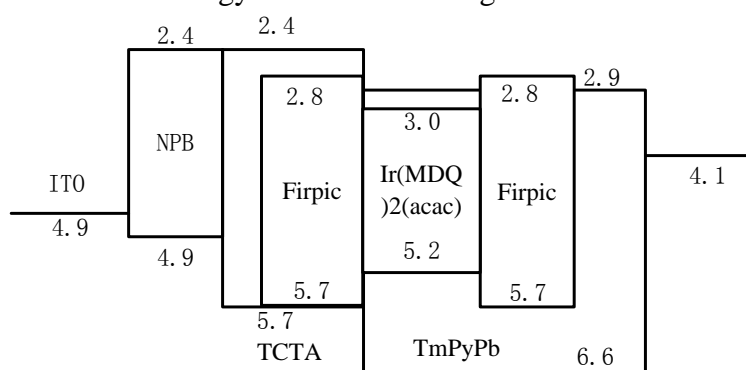 2.4
2.4
2.8
2.8
2.9
3.0
NPB
ITO
Firpic
Ir(MDQ
)2(acac)
Firpic
4.1
4.9
4.9
5.2
5.7
5.7
5.7
TCTA
TmPyPb
6.6